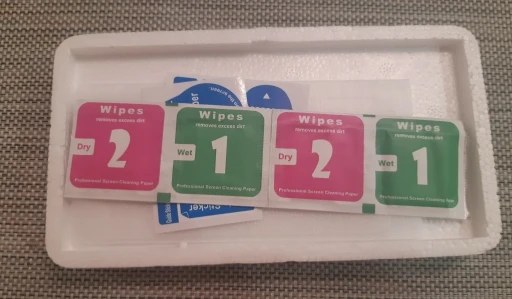 Wipes
removes excess dirt
Dry
2
Professional Screen Cleaning Paper
Wipes
removes excess dirt
Wet
1
Professional Screen Cleaning Paper
Wipes
removes excess dirt
Dry
2
Professional Screen Cleaning Paper
Wipes
removes excess dirt
Wet
1
Professional Screen Cleaning
sticker